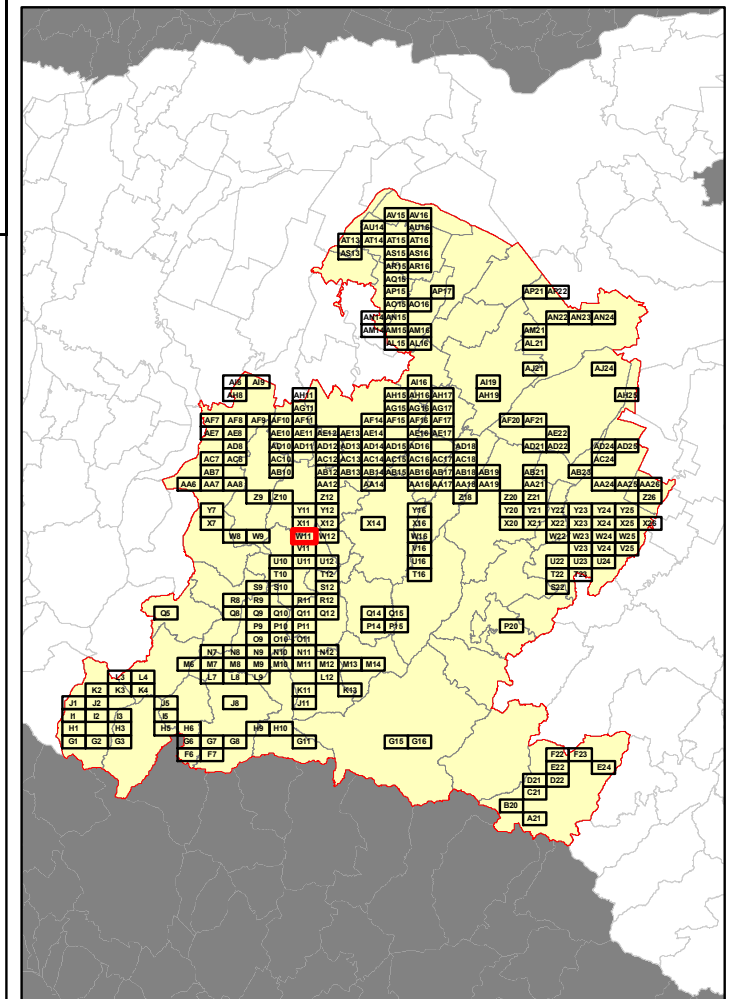 AV15 AV16
AU14 AU16
AT13 AT14 AT15 AT16
AS13 AS15 AS16
AR15 AR16
AQ15
AP15 AP17 AP21 AP22
AO15 AO16
AN14 AN15 AN22 AN23 AN24
AM14 AM15 AM16 AM21
AL15 AL16 AL21
AJ21 AJ24
AI8 AI9 AI16 AI19
AH8 AH11 AH15 AH16 AH17 AH19 AH25
AG11 AG15 AG16 AG17
AF7 AF8 AF9 AF10 AF11 AF14 AF15 AF16 AF17 AF20 AF21
AE7 AE8 AE10 AE11 AE12 AE13 AE14 AE16 AE17 AE22
AD8 AD10 AD11 AD12 AD13 AD14 AD15 AD16 AD18 AD21 AD22 AD24 AD25
AC7 AC8 AC10 AC12 AC13 AC14 AC15 AC16 AC17 AC18 AC24
AB7 AB10 AB12 AB13 AB14 AB15 AB16 AB17 AB18 AB19 AB21 AB23
AA6 AA7 AA8 AA12 AA14 AA16 AA17 AA18 AA19 AA21 AA24 AA25 AA26
Z9 Z10 Z12 Z18 Z20 Z21 Z26
Y7 Y11 Y12 Y16 Y20 Y21 Y22 Y23 Y24 Y25
X7 X11 X12 X14 X16 X20 X21 X22 X23 X24 X25 X26
W8 W9 W11 W12 W16 W22 W23 W24 W25
V11 V16 V23 V24 V25
U10 U11 U12 U16 U22 U23 U24
T10 T12 T16 T22 T23
S9 S10 S12 S22
R8 R9 R11 R12
Q5 Q8 Q9 Q10 Q11 Q12 Q14 Q15
P9 P10 P11 P14 P15 P20
O9 O10 O11
N7 N8 N9 N10 N11 N12
M6 M7 M8 M9 M10 M11 M12 M13 M14
L3 L4 L7 L8 L9 L12
K2 K3 K4 K11 K13
J1 J2 J5 J8 J11
I1 I2 I3 I5
H1 H3 H5 H6 H9 H10
G1 G2 G3 G6 G7 G8 G11 G15 G16
F6 F7 F22 F23
E22 E24
D21 D22
C21
B20
A21